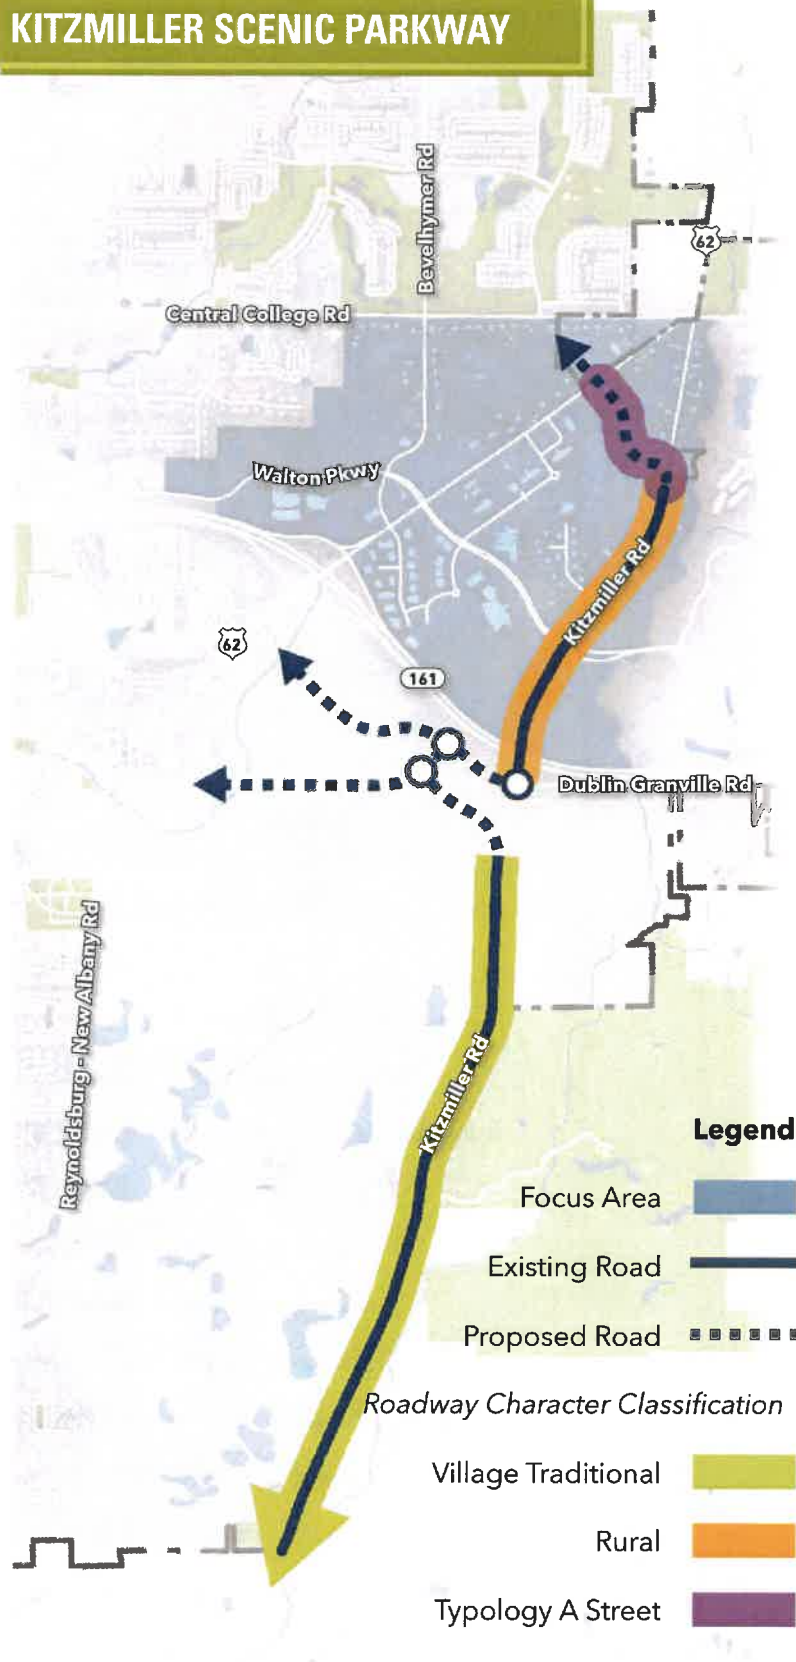 KITZMILLER SCENIC PARKWAY
Bevelhymer Rd
62
Central College Rd
Walton Pkwy
Kitzmiller Rd
62
161
Dublin Granville Rd
Reynoldsburg - New Albany Rd
Kitzmiller Rd
Legend
Focus Area
Existing Road
Proposed Road
Roadway Character Classification
Village Traditional
Rural
Typology A Street